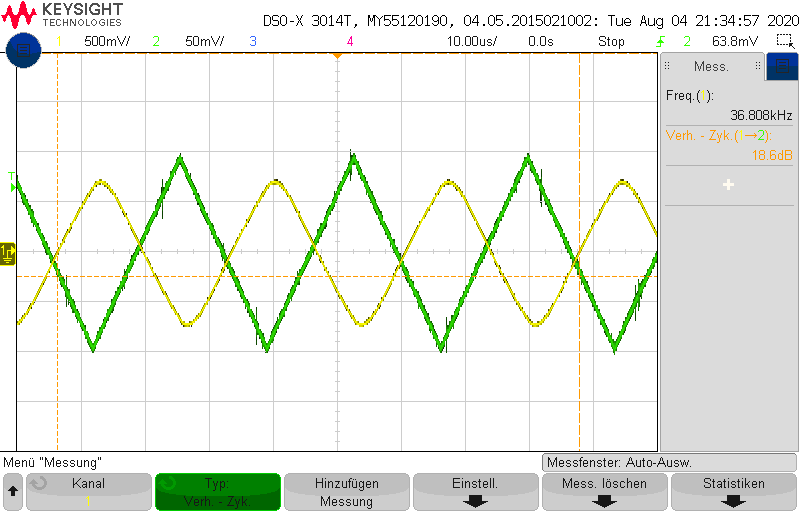 KEYSIGHT
TECHNOLOGIES
DSO-X 3014T, MY55120190, 04.05.2015021002: Tue Aug 04 21:34:57 2020
1 500mV/ 2 50mV/ 3 4 10.00us/ 0.0s Stop 2 63.8mV
Mess.
Freq.( ):
36.808kHz
Verh. - Zyk.( →2):
18.6dB
T
1
Menü "Messung"
Messfenster: Auto-Ausw.
Kanal
1
Typ:
Verh. - Zyk.
Hinzufügen
Messung
Einstell.
Mess. löschen
Statistiken